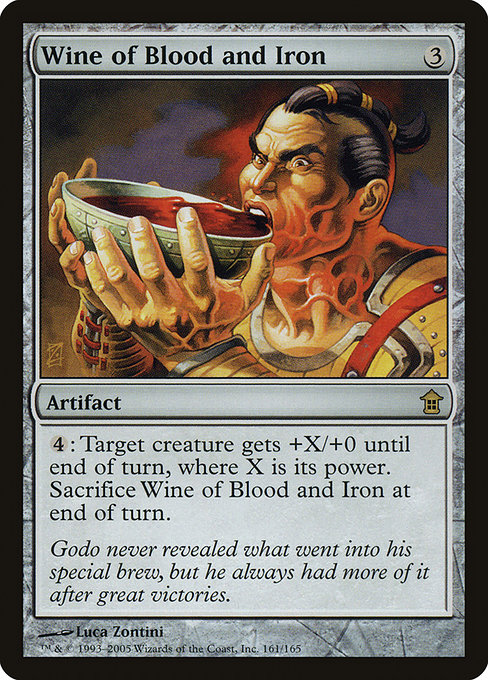 Wine of Blood and Iron 3
Artifact
4: Target creature gets +X/+0 until
end of turn, where X is its power.
Sacrifice Wine of Blood and Iron at
end of turn.
Godo never revealed what went into his
special brew, but he always had more of it
after great victories.
Luca Zontini
™ & © 1993–2005 Wizards of the Coast, Inc. 161/165